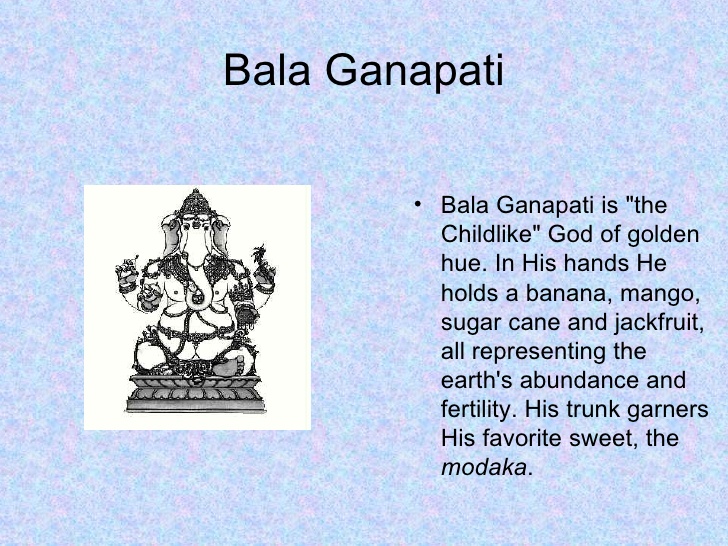 Bala Ganapati
• Bala Ganapati is "the
Childlike" God of golden
hue. In His hands He
holds a banana, mango,
sugar cane and jackfruit,
all representing the
earth's abundance and
fertility. His trunk garners
His favorite sweet, the
modaka.